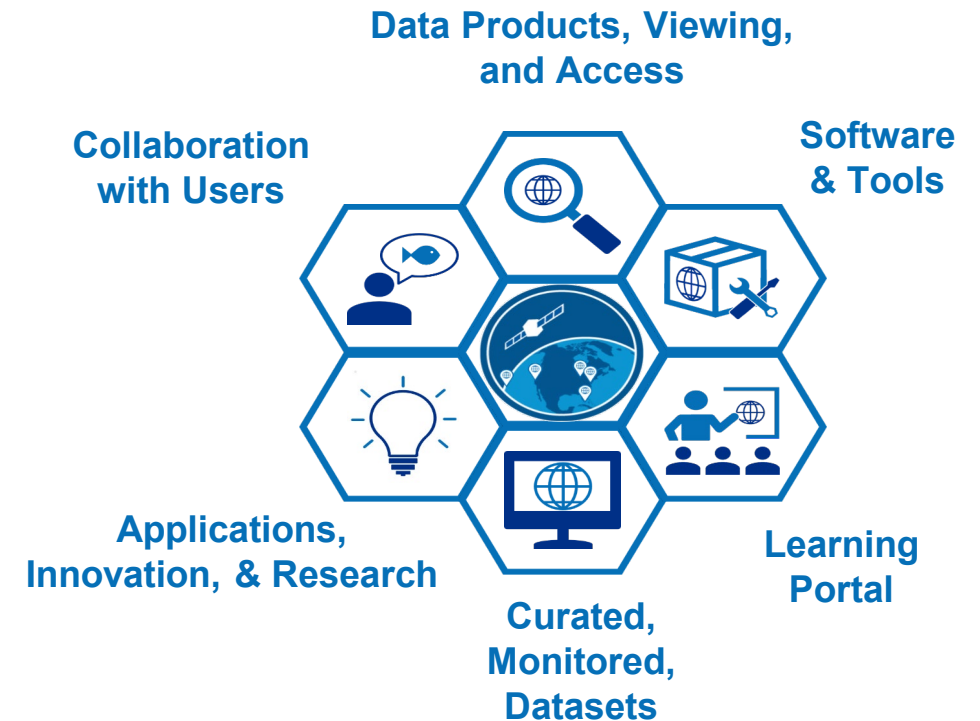 Data Products, Viewing,
and Access
Collaboration
with Users
Software
& Tools
Applications,
Innovation, & Research
Learning
Portal
Curated,
Monitored,
Datasets